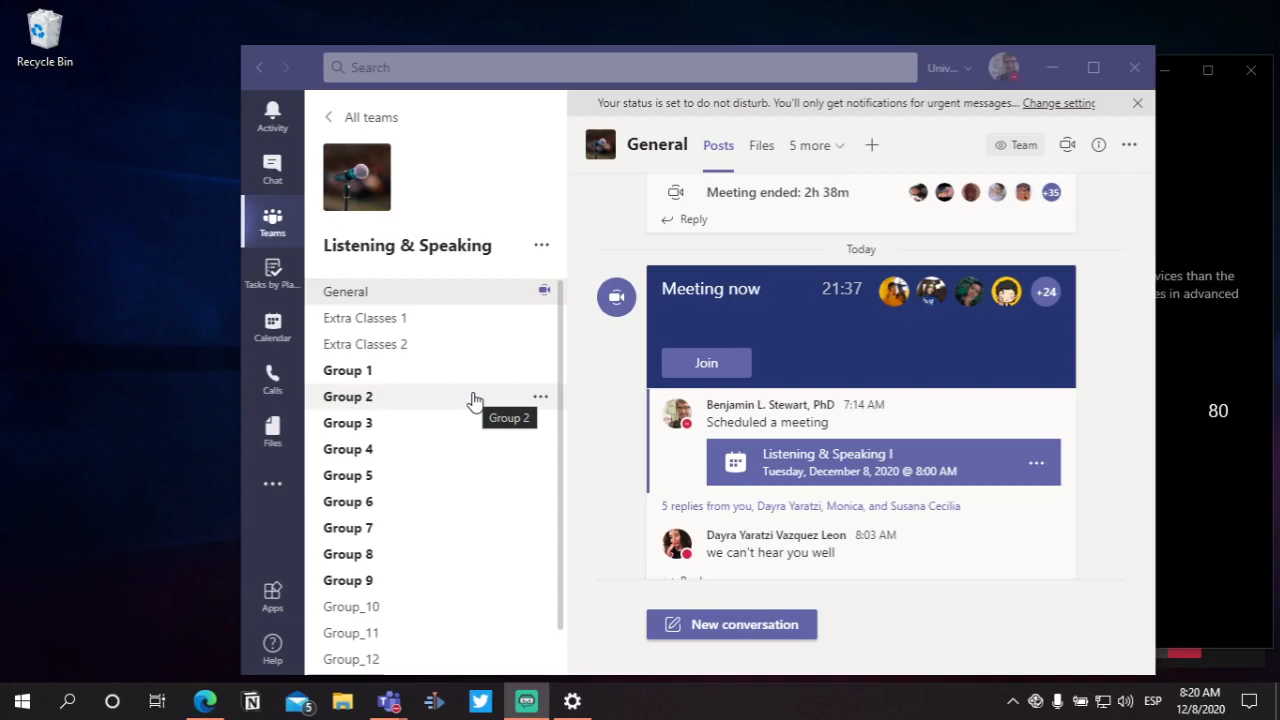 Recycle Bin
Search
Univ...
Activity
Chat
Teams
Tasks by Pla...
Calendar
Calls
Files
Apps
Help
All teams
Listening & Speaking
General
Extra Classes 1
Extra Classes 2
Group 1
Group 2
Group 2
Group 3
Group 4
Group 5
Group 6
Group 7
Group 8
Group 9
Group_10
Group_11
Group_12
Your status is set to do not disturb. You'll only get notifications for urgent messages... Change setting
General
Posts
Files
5 more
Team
Meeting ended: 2h 38m
+35
Reply
Today
Meeting now
21:37
+24
Join
Benjamin L. Stewart, PhD 7:14 AM
Scheduled a meeting
Listening & Speaking I
Tuesday, December 8, 2020 @ 8:00 AM
5 replies from you, Dayra Yaratzi, Monica, and Susana Cecilia
Dayra Yaratzi Vazquez Leon 8:03 AM
we can't hear you well
New conversation
vices than the
es in advanced
80
5
ESP
8:20 AM
12/8/2020